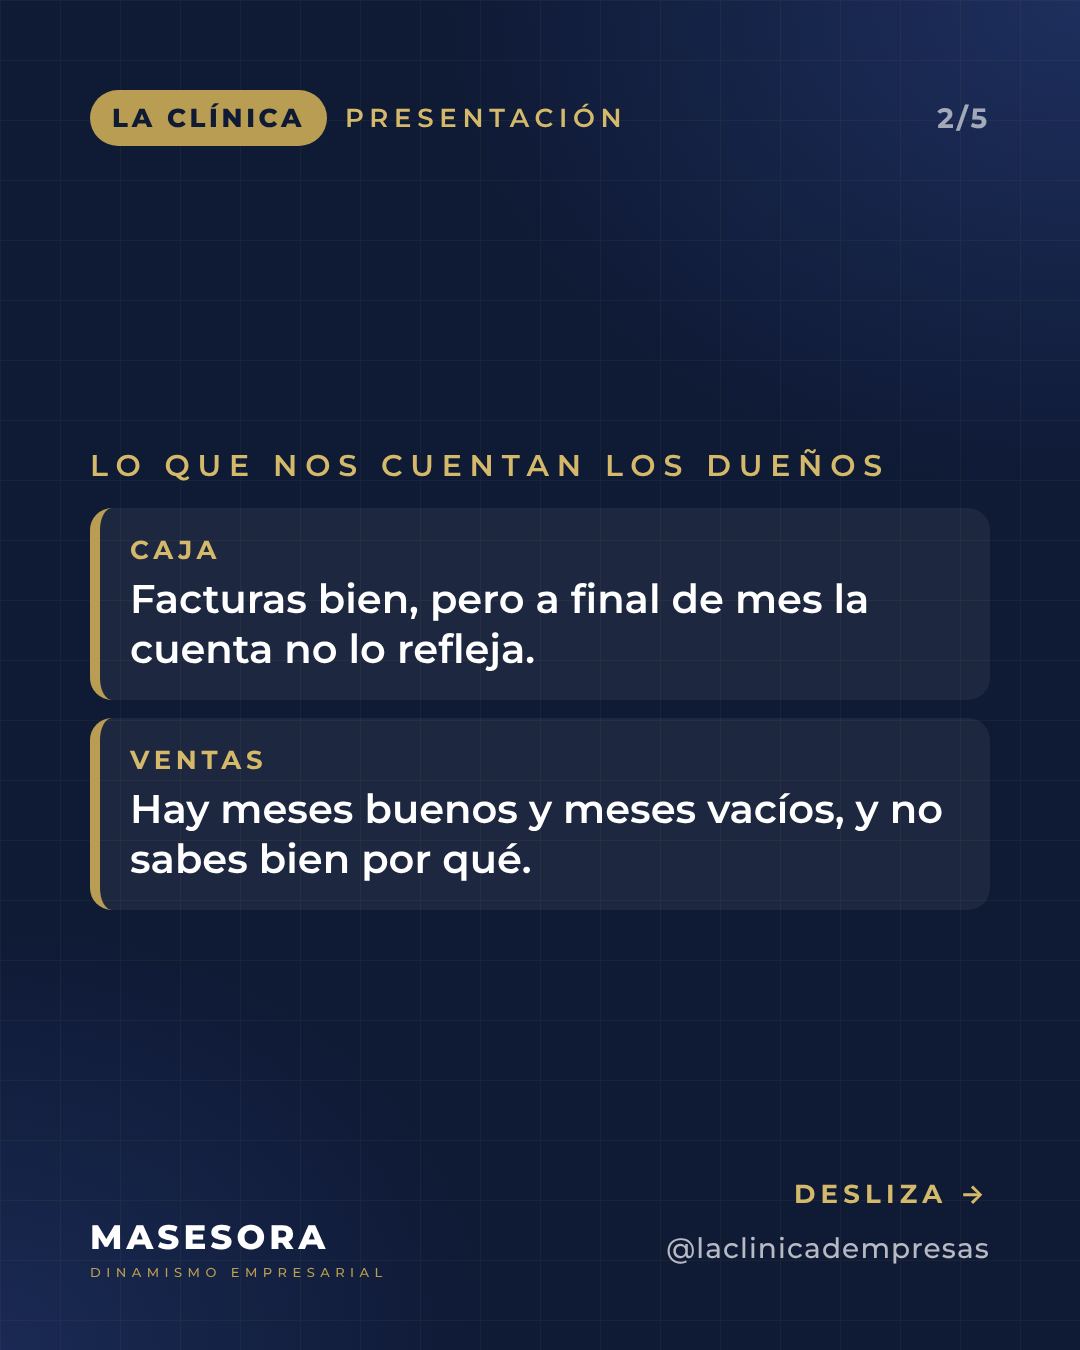 LA CLÍNICA PRESENTACIÓN 2/5
LO QUE NOS CUENTAN LOS DUEÑOS
CAJA
Facturas bien, pero a final de mes la
cuenta no lo refleja.
VENTAS
Hay meses buenos y meses vacíos, y no
sabes bien por qué.
DESLIZA →
MASESORA
DINAMISMO EMPRESARIAL
@laclinicadempresas